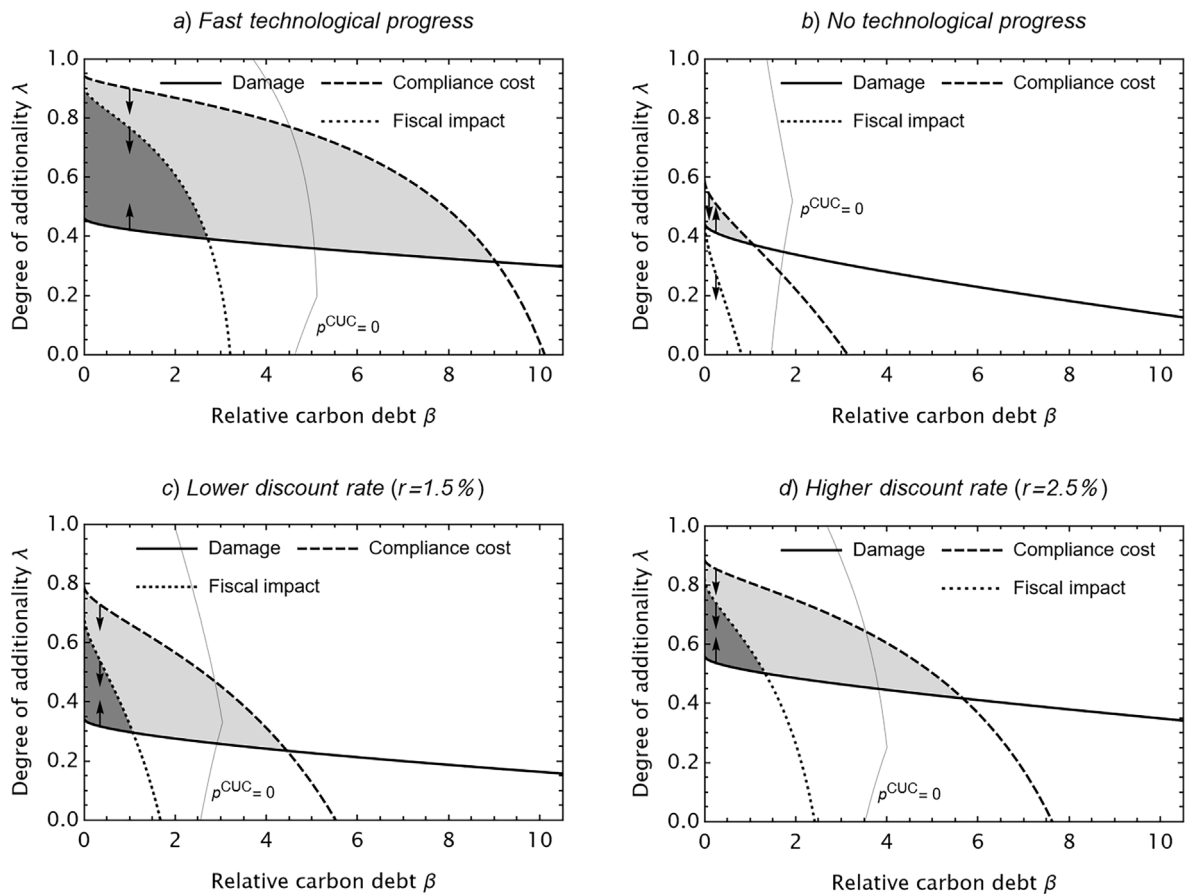 a) Fast technological progress
1.0
0.8
0.6
0.4
0.2
0.0
Degree of additionality λ
Damage
Compliance cost
Fiscal impact
pCUC= 0
0 2 4 6 8 10
Relative carbon debt β
b) No technological progress
1.0
0.8
0.6
0.4
0.2
0.0
Degree of additionality λ
Damage
Compliance cost
Fiscal impact
pCUC= 0
0 2 4 6 8 10
Relative carbon debt β
c) Lower discount rate (r=1.5%)
1.0
0.8
0.6
0.4
0.2
0.0
Degree of additionality λ
Damage
Compliance cost
Fiscal impact
pCUC= 0
0 2 4 6 8 10
Relative carbon debt β
d) Higher discount rate (r=2.5%)
1.0
0.8
0.6
0.4
0.2
0.0
Degree of additionality λ
Damage
Compliance cost
Fiscal impact
pCUC= 0
0 2 4 6 8 10
Relative carbon debt β